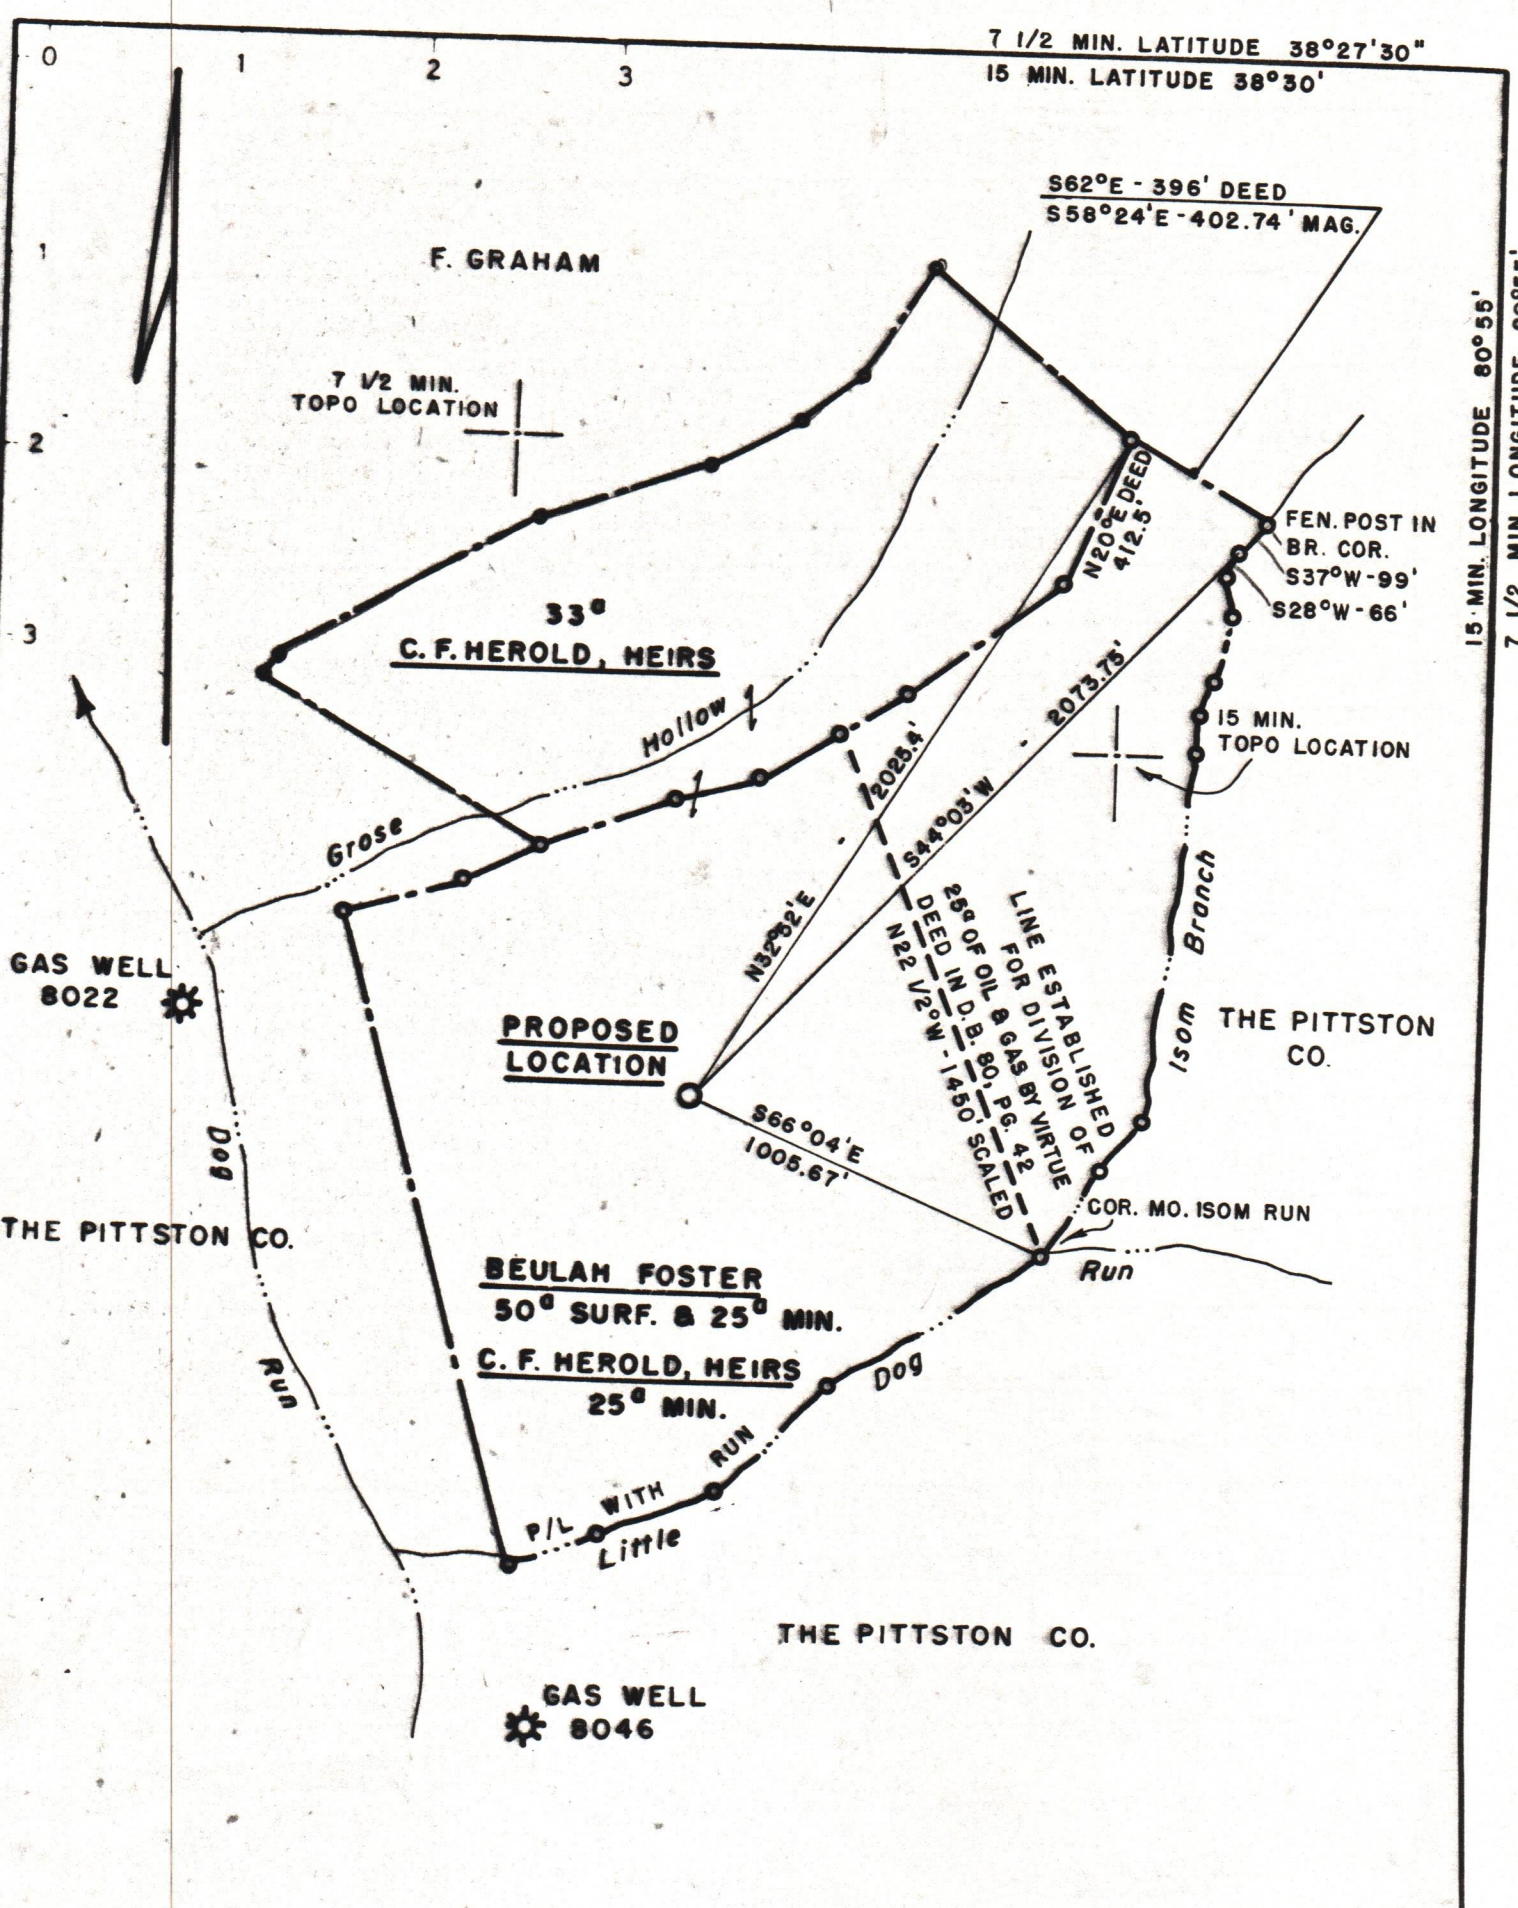 7 1/2 MIN. LATITUDE 38°27'30"
15 MIN. LATITUDE 38°30'
0
1
2
3
S62°E - 396' DEED
S58°24'E - 402.74' MAG.
1
F. GRAHAM
15 MIN. LONGITUDE 80°55'
7 1/2 MIN LONGITUDE
7 1/2 MIN.
TOPO LOCATION
2
N20°E DEED
412.5'
FEN. POST IN
BR. COR.
S37°W - 99'
S28°W - 66'
33ª
C. F. HEROLD, HEIRS
3
2073.75'
Hollow
15 MIN.
TOPO LOCATION
2025.4'
S44°03'W
Grose
N32°32'E
Branch
Isom
LINE ESTABLISHED
FOR DIVISION OF
25ª OF OIL & GAS BY VIRTUE
DEED IN D.B. 80, PG. 42
N22 1/2°W - 1450' SCALED
GAS WELL
8022
THE PITTSTON
CO.
PROPOSED
LOCATION
S66°04'E
1005.67'
Dog
COR. MO. ISOM RUN
THE PITTSTON CO.
Run
BEULAH FOSTER
50ª SURF. & 25ª MIN.
C. F. HEROLD, HEIRS
25ª MIN.
Run
Dog
P/L WITH RUN
Little
THE PITTSTON CO.
GAS WELL
8046